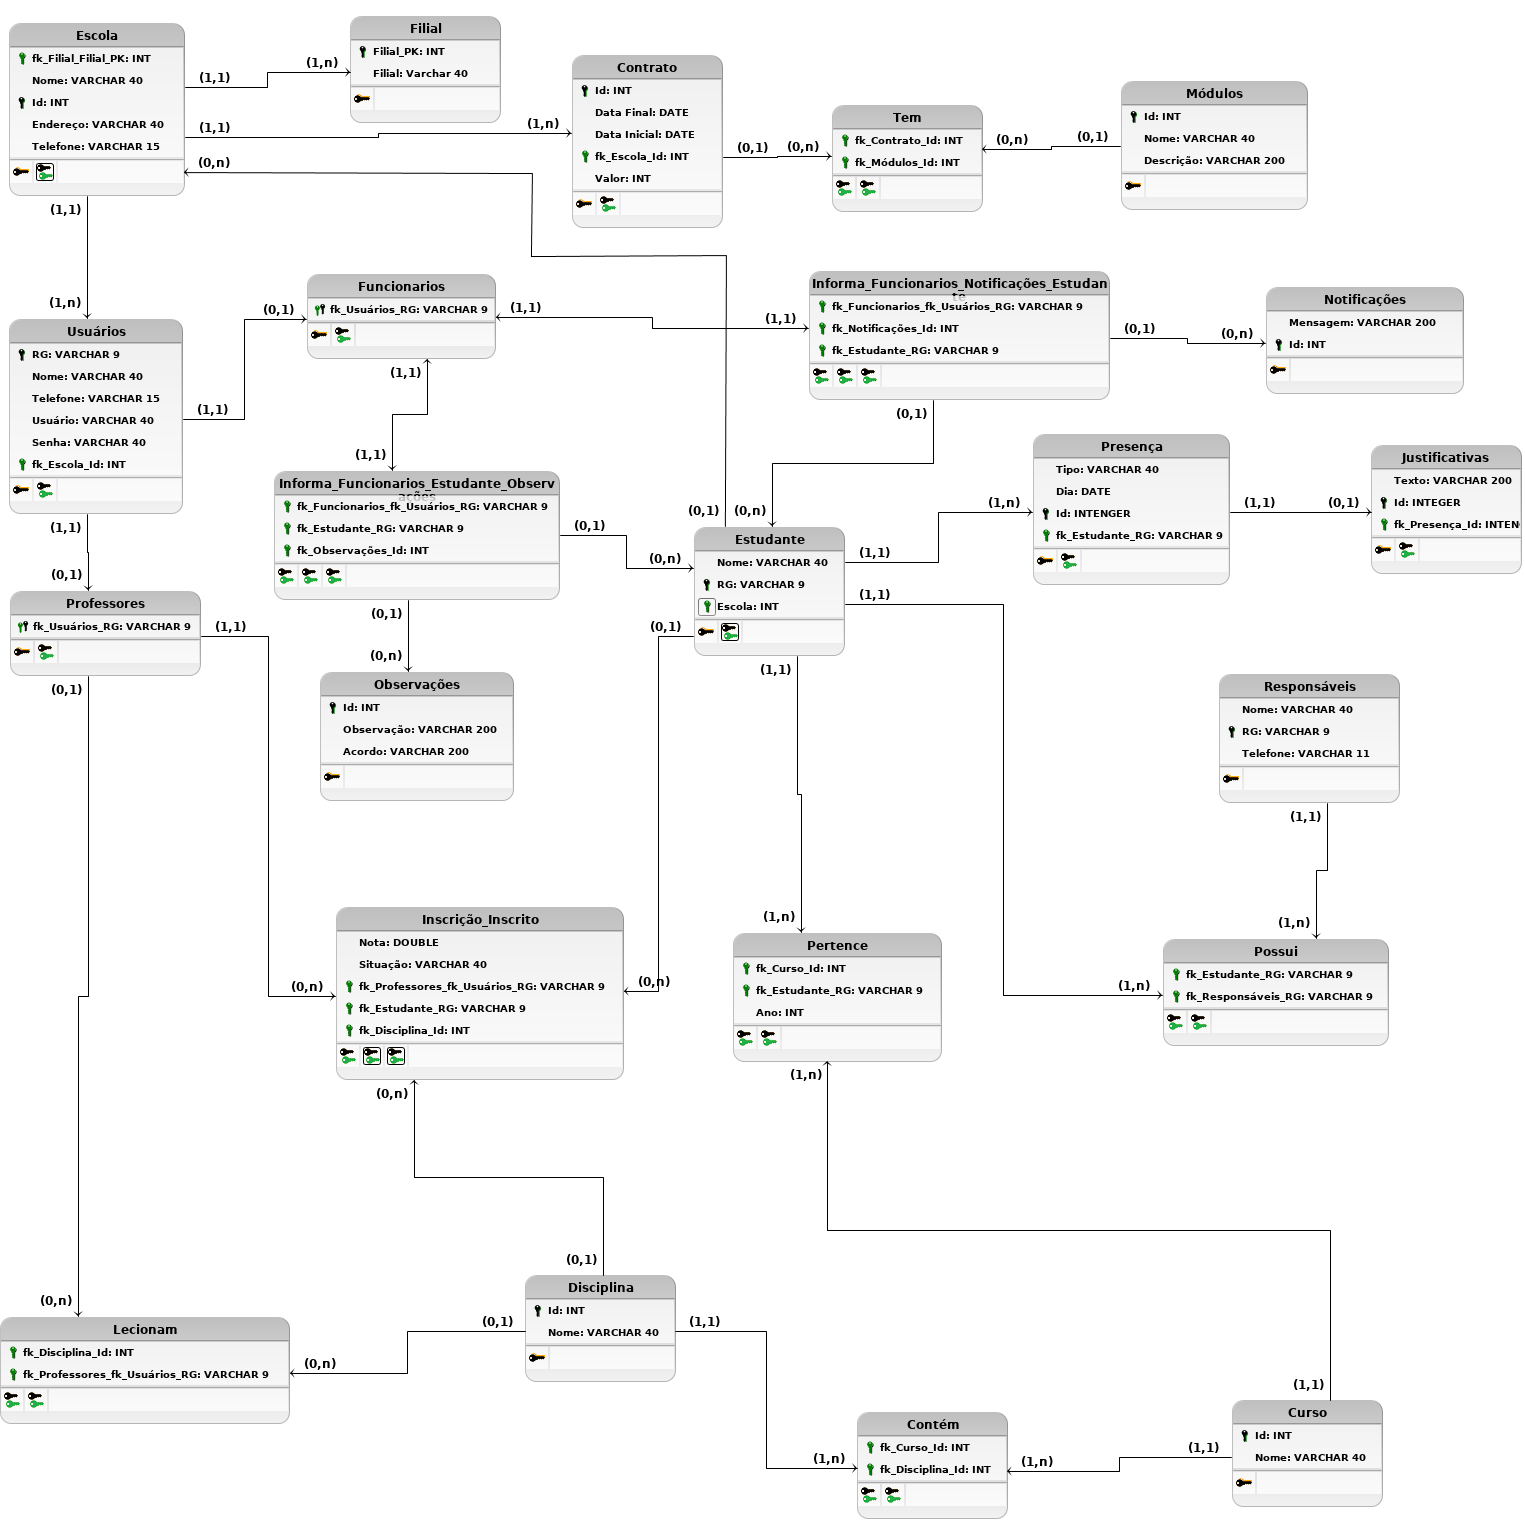 Escola
fk_Filial_Filial_PK: INT
Nome: VARCHAR 40
Id: INT
Endereço: VARCHAR 40
Telefone: VARCHAR 15
(1,1)
(1,n)
Filial
Filial_PK: INT
Filial: Varchar 40
(1,1)
(1,n)
(0,n)
Contrato
Id: INT
Data Final: DATE
Data Inicial: DATE
fk_Escola_Id: INT
Valor: INT
(0,1)
(0,n)
Tem
fk_Contrato_Id: INT
fk_Módulos_Id: INT
(0,n)
(0,1)
Módulos
Id: INT
Nome: VARCHAR 40
Descrição: VARCHAR 200
(1,1)
(1,n)
Usuários
RG: VARCHAR 9
Nome: VARCHAR 40
Telefone: VARCHAR 15
Usuário: VARCHAR 40
Senha: VARCHAR 40
fk_Escola_Id: INT
(1,1)
(0,1)
Funcionarios
fk_Usuários_RG: VARCHAR 9
(1,1)
(1,1)
Informa_Funcionarios_Notificações_Estudan
te
fk_Funcionarios_fk_Usuários_RG: VARCHAR 9
fk_Notificações_Id: INT
fk_Estudante_RG: VARCHAR 9
(0,1)
(0,n)
Notificações
Mensagem: VARCHAR 200
Id: INT
(1,1)
(1,1)
(0,1)
Informa_Funcionarios_Estudante_Observ
ações
fk_Funcionarios_fk_Usuários_RG: VARCHAR 9
fk_Estudante_RG: VARCHAR 9
fk_Observações_Id: INT
(0,1)
(0,n)
(0,1)
(0,n)
Estudante
Nome: VARCHAR 40
RG: VARCHAR 9
Escola: INT
(1,1)
(1,n)
Presença
Tipo: VARCHAR 40
Dia: DATE
Id: INTENGER
fk_Estudante_RG: VARCHAR 9
(1,1)
(0,1)
Justificativas
Texto: VARCHAR 200
Id: INTEGER
fk_Presença_Id: INTEN
(1,1)
(0,1)
Professores
fk_Usuários_RG: VARCHAR 9
(1,1)
(0,1)
(0,1)
(0,n)
Observações
Id: INT
Observação: VARCHAR 200
Acordo: VARCHAR 200
(0,1)
(1,1)
(1,1)
Responsáveis
Nome: VARCHAR 40
RG: VARCHAR 9
Telefone: VARCHAR 11
(1,1)
(1,n)
(0,n)
Inscrição_Inscrito
Nota: DOUBLE
Situação: VARCHAR 40
fk_Professores_fk_Usuários_RG: VARCHAR 9
fk_Estudante_RG: VARCHAR 9
fk_Disciplina_Id: INT
(0,n)
(1,n)
Pertence
fk_Curso_Id: INT
fk_Estudante_RG: VARCHAR 9
Ano: INT
(1,n)
Possui
fk_Estudante_RG: VARCHAR 9
fk_Responsáveis_RG: VARCHAR 9
(0,n)
(1,n)
(0,1)
(0,n)
Lecionam
fk_Disciplina_Id: INT
fk_Professores_fk_Usuários_RG: VARCHAR 9
(0,n)
(0,1)
Disciplina
Id: INT
Nome: VARCHAR 40
(1,1)
(1,n)
Contém
fk_Curso_Id: INT
fk_Disciplina_Id: INT
(1,n)
(1,1)
(1,1)
Curso
Id: INT
Nome: VARCHAR 40